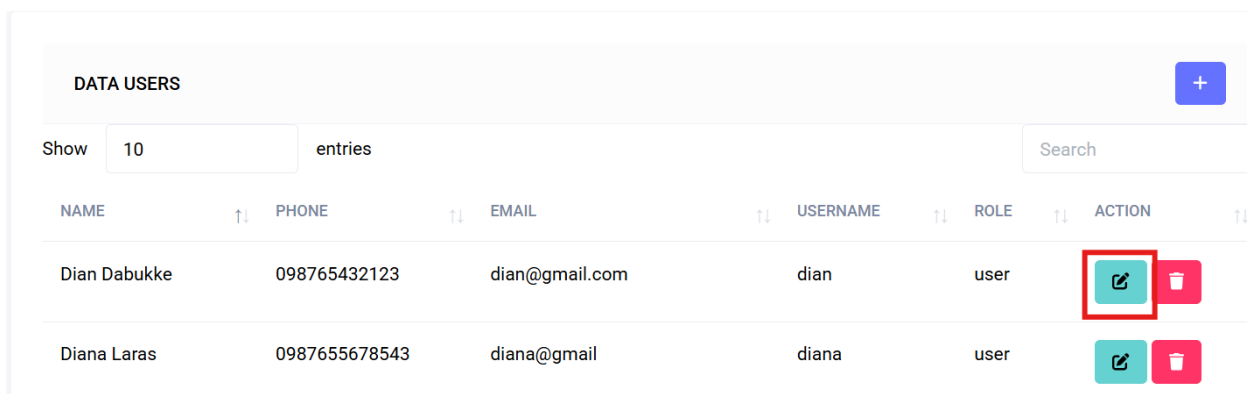 DATA USERS +
Show 10 entries Search
NAME PHONE EMAIL USERNAME ROLE ACTION
Dian Dabukke 098765432123 dian@gmail.com dian user
Diana Laras 0987655678543 diana@gmail diana user